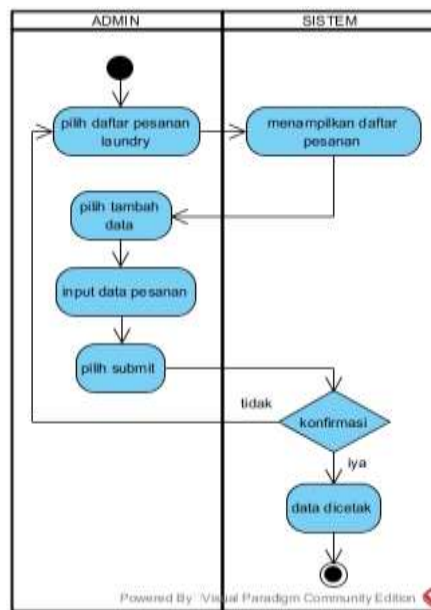 ADMIN
SISTEM
pilih daftar pesanan
laundry
menampilkan daftar
pesanan
pilih tambah
data
input data pesanan
pilih submit
tidak
konfirmasi
iya
data dicetak
Powered By Visual Paradigm Community Edition